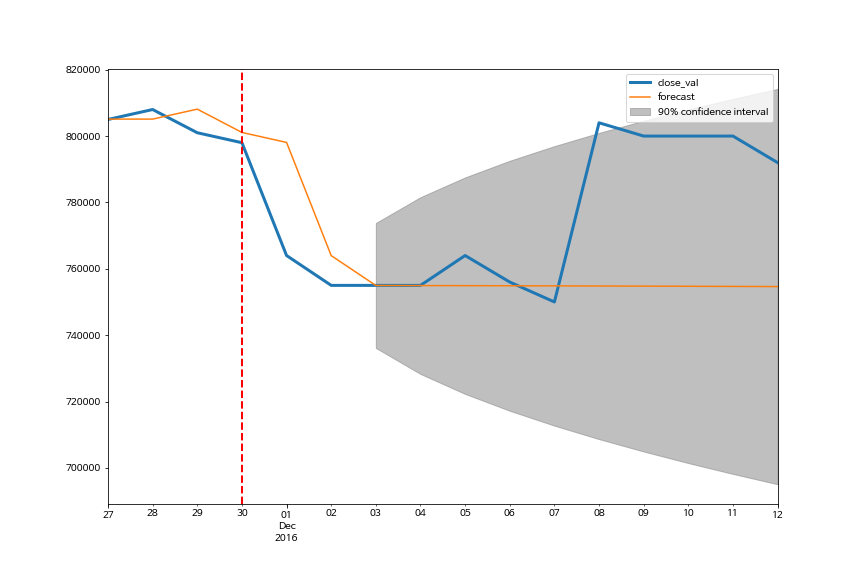 820000
800000
780000
760000
740000
720000
700000
close_val
forecast
90% confidence interval
27 28 29 30 01 02 03 04 05 06 07 08 09 10 11 12
Dec
2016